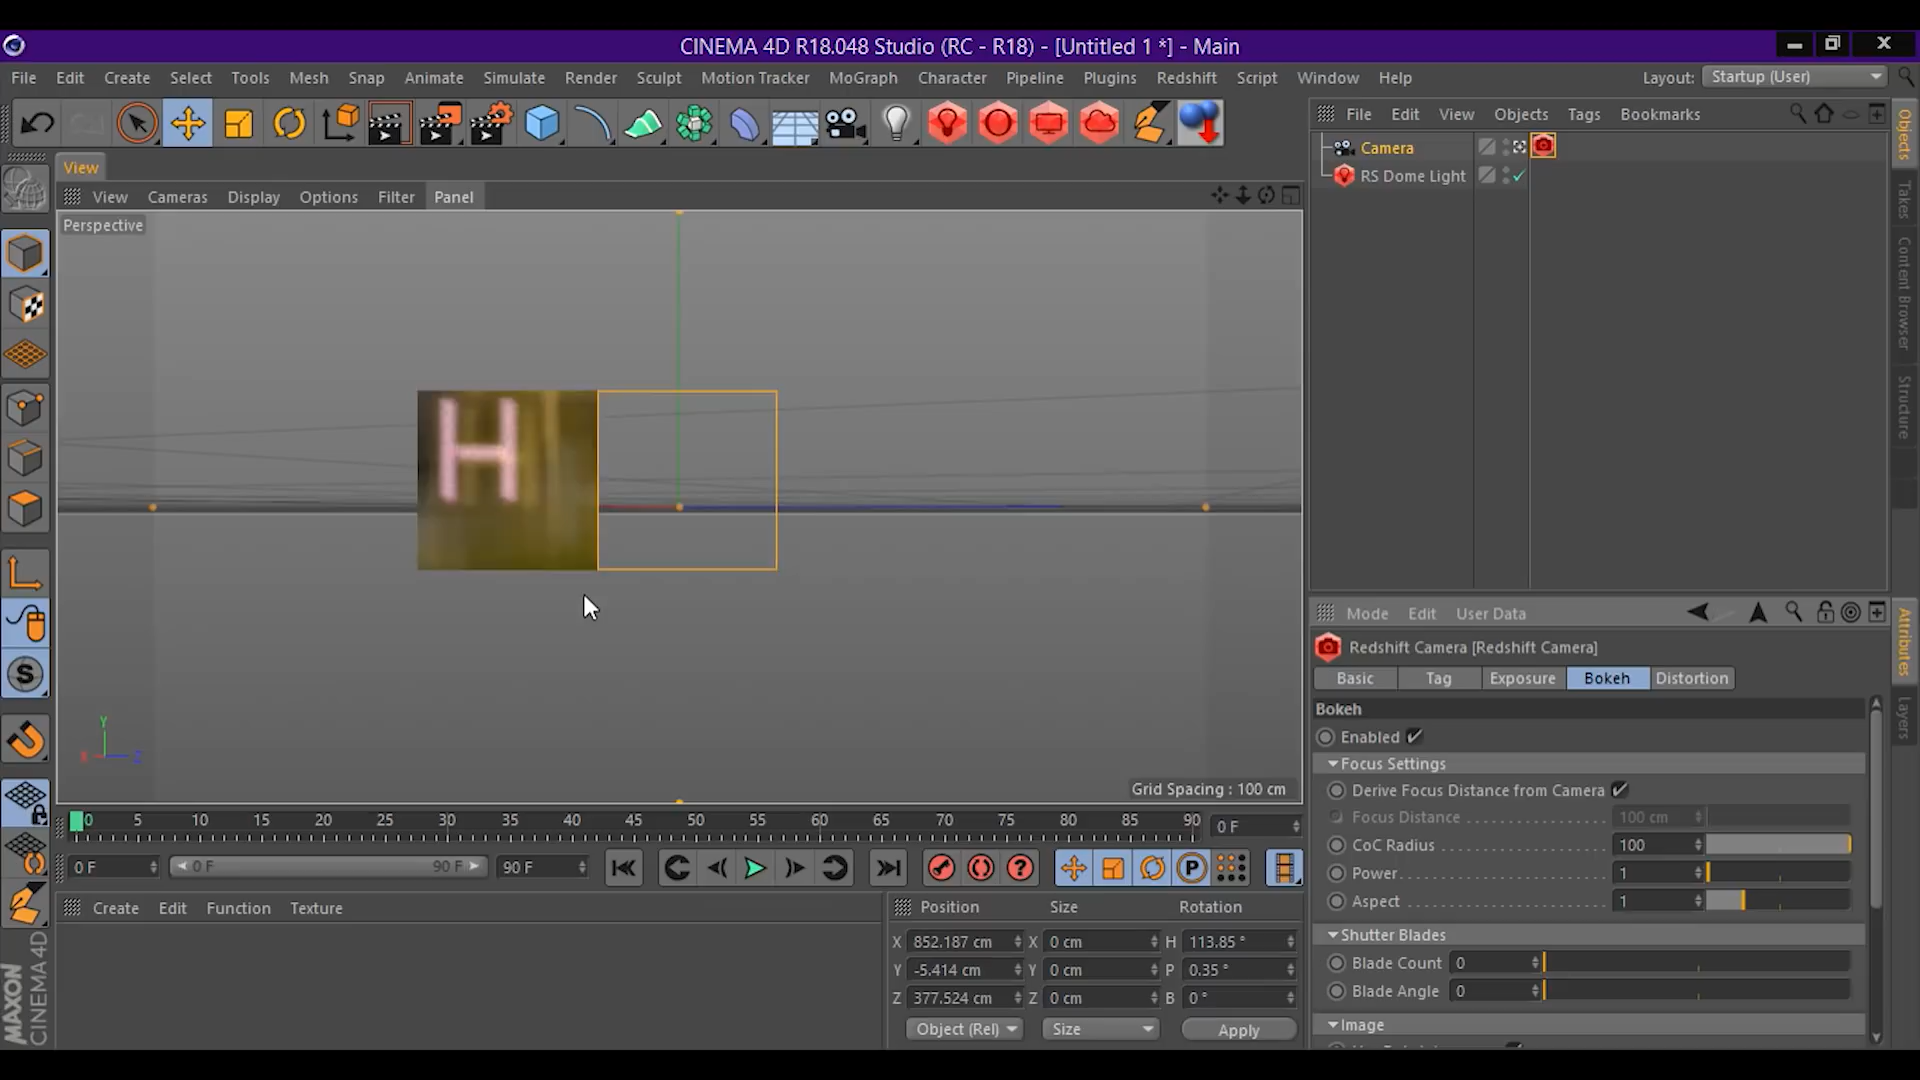 CINEMA 4D R18.048 Studio (RC - R18) - [Untitled 1 *] - Main
File Edit Create Select Tools Mesh Snap Animate Simulate Render Sculpt Motion Tracker MoGraph Character Pipeline Plugins Redshift Script Window Help Layout: Startup (User)
File Edit View Objects Tags Bookmarks
Camera
RS Dome Light
Objects
Takes
Content Browser
Structure
View
View Cameras Display Options Filter Panel
Perspective
H
Y
X Z
Grid Spacing : 100 cm
Mode Edit User Data
Redshift Camera [Redshift Camera]
Basic Tag Exposure Bokeh Distortion
Bokeh
Enabled
Focus Settings
Derive Focus Distance from Camera
Focus Distance 100 cm
CoC Radius 100
Power 1
Aspect 1
Shutter Blades
Blade Count 0
Blade Angle 0
Image
Attributes
Layers
0 5 10 15 20 25 30 35 40 45 50 55 60 65 70 75 80 85 90 0 F
0 F 0 F 90 F 90 F
P
Create Edit Function Texture
Position Size Rotation
X 852.187 cm X 0 cm H 113.85 °
Y -5.414 cm Y 0 cm P 0.35 °
Z 377.524 cm Z 0 cm B 0 °
Object (Rel) Size Apply
MAXON
CINEMA 4D